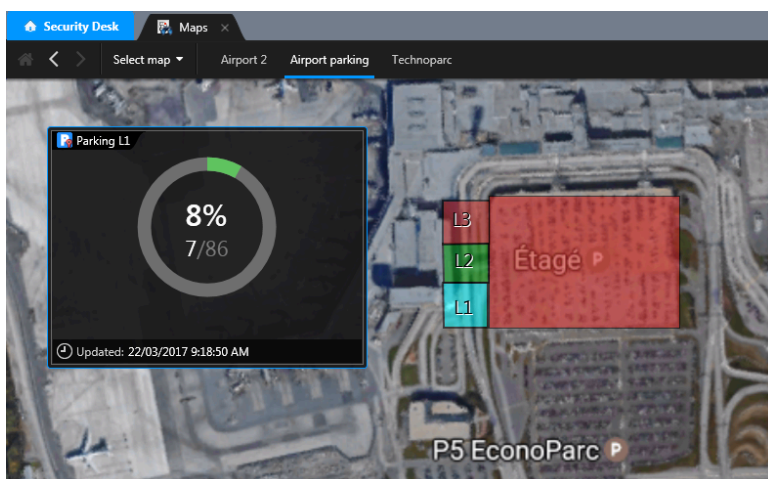 Security Desk
Maps
Select map
Airport 2
Airport parking
Technoparc
Parking L1
8%
7/86
Updated: 22/03/2017 9:18:50 AM
L3
L2
Étagé P
L1
P5 EconoParc P